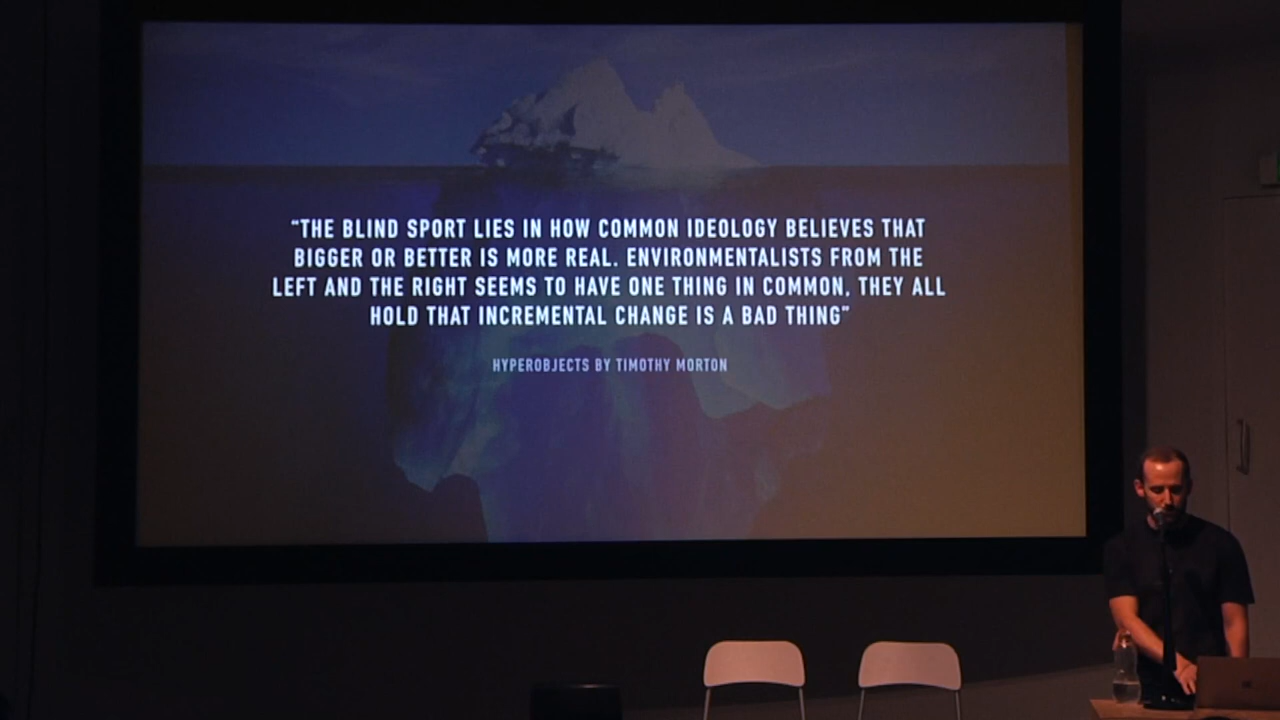 "THE BLIND SPORT LIES IN HOW COMMON IDEOLOGY BELIEVES THAT
BIGGER OR BETTER IS MORE REAL. ENVIRONMENTALISTS FROM THE
LEFT AND THE RIGHT SEEMS TO HAVE ONE THING IN COMMON, THEY ALL
HOLD THAT INCREMENTAL CHANGE IS A BAD THING"
HYPEROBJECTS BY TIMOTHY MORTON